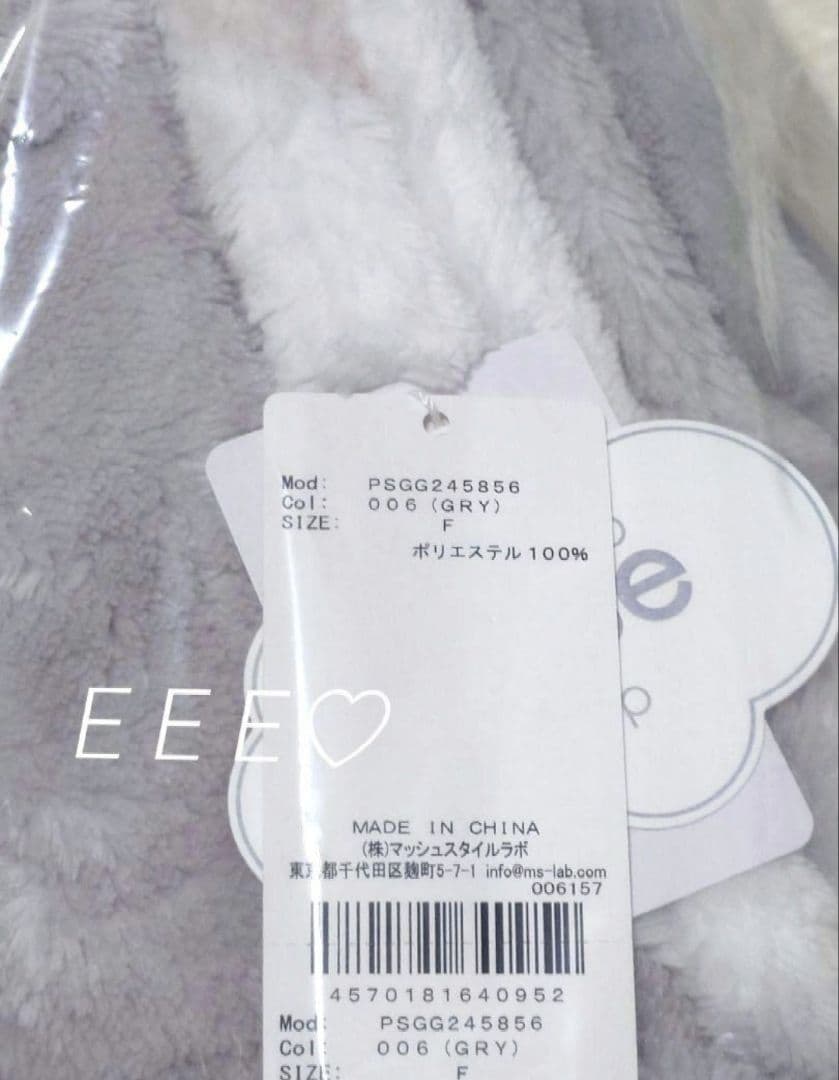 Mod: PSGG245856
Col: 006 (GRY)
SIZE: F
ポリエステル 100%
e
EEE♡
MADE IN CHINA
(株)マッシュスタイルラボ
東京都千代田区麹町5-7-1 info@ms-lab.com
006157
4570181640952
Mod: PSGG245856
Col: 006 (GRY)
SIZE: F